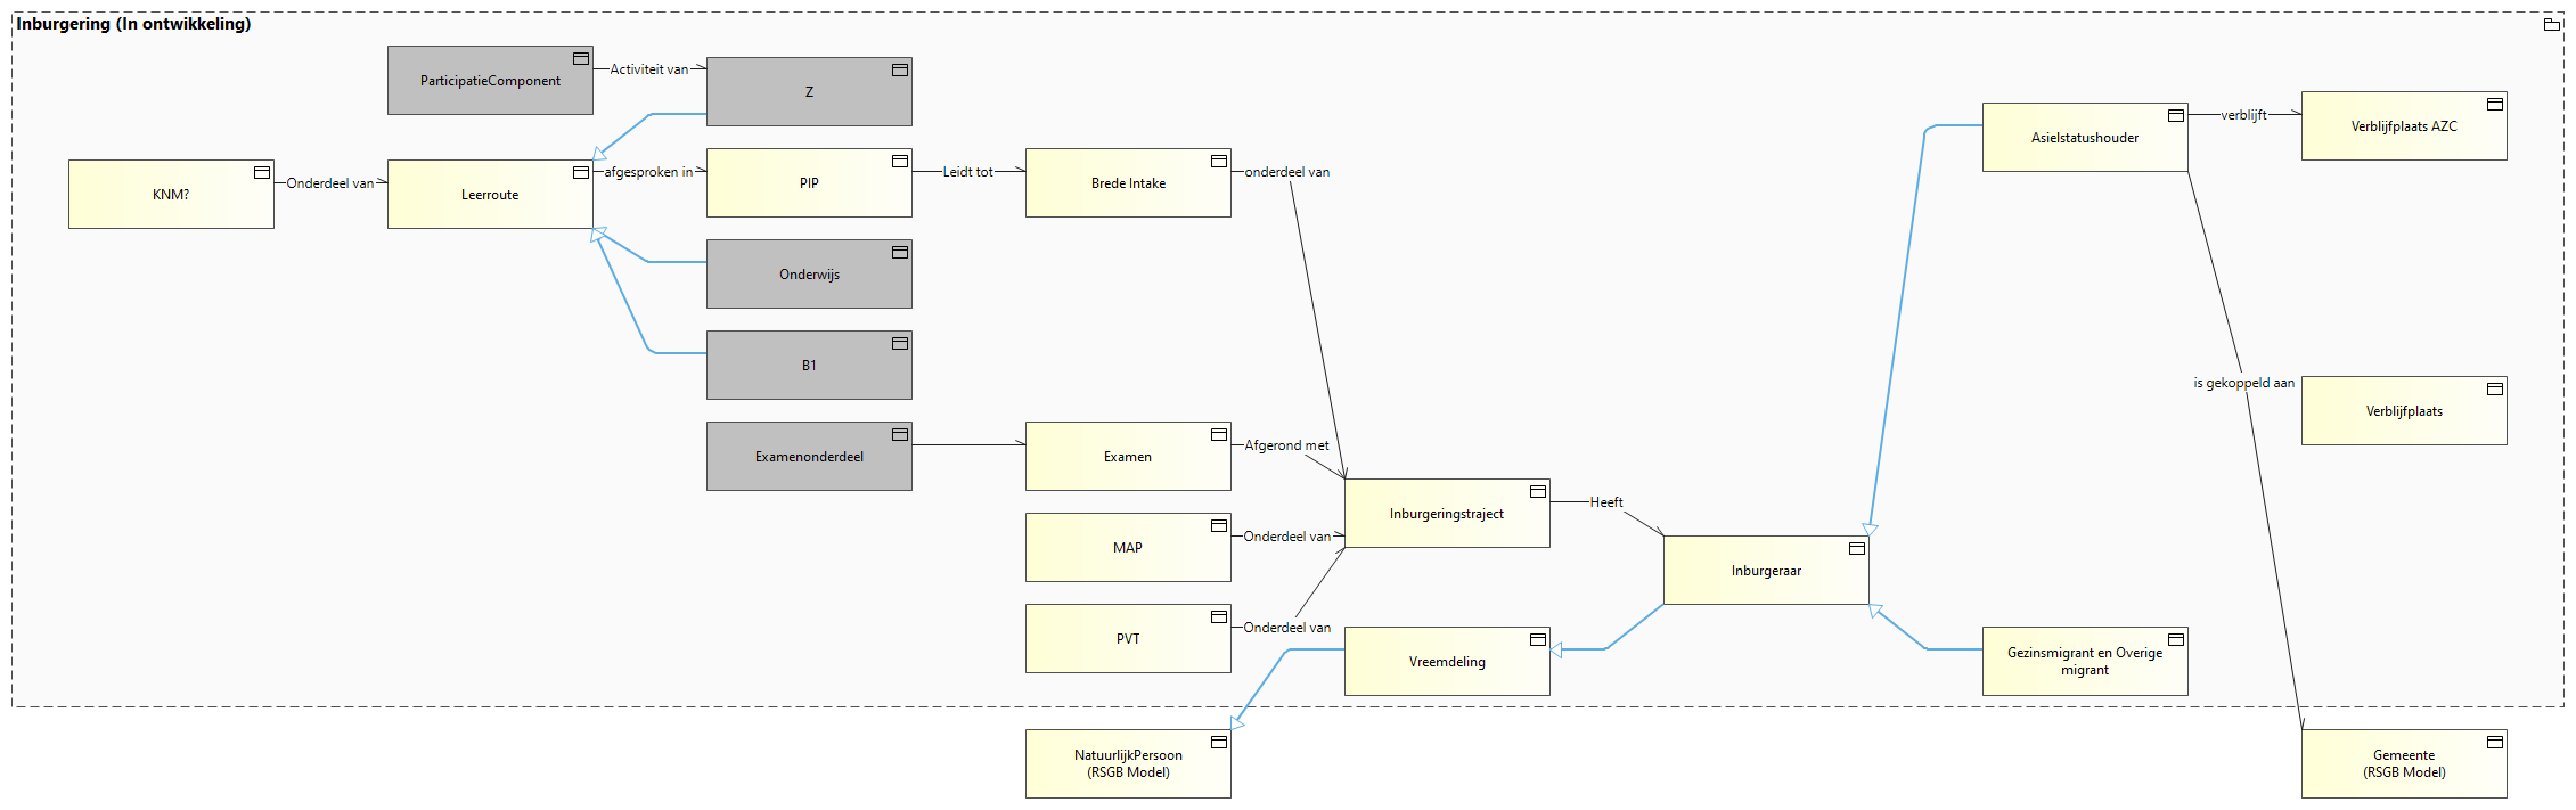 Inburgering (In ontwikkeling)
ParticipatieComponent
Activiteit van
Z
Asielstatushouder
verblijft
Verblijfplaats AZC
KNM?
Onderdeel van
Leerroute
afgesproken in
PIP
Leidt tot
Brede Intake
onderdeel van
Onderwijs
B1
is gekoppeld aan
Verblijfplaats
Examenonderdeel
Examen
Afgerond met
Inburgeringstraject
Heeft
MAP
Onderdeel van
Inburgeraar
PVT
Onderdeel van
Vreemdeling
Gezinsmigrant en Overige
migrant
NatuurlijkPersoon
(RSGB Model)
Gemeente
(RSGB Model)